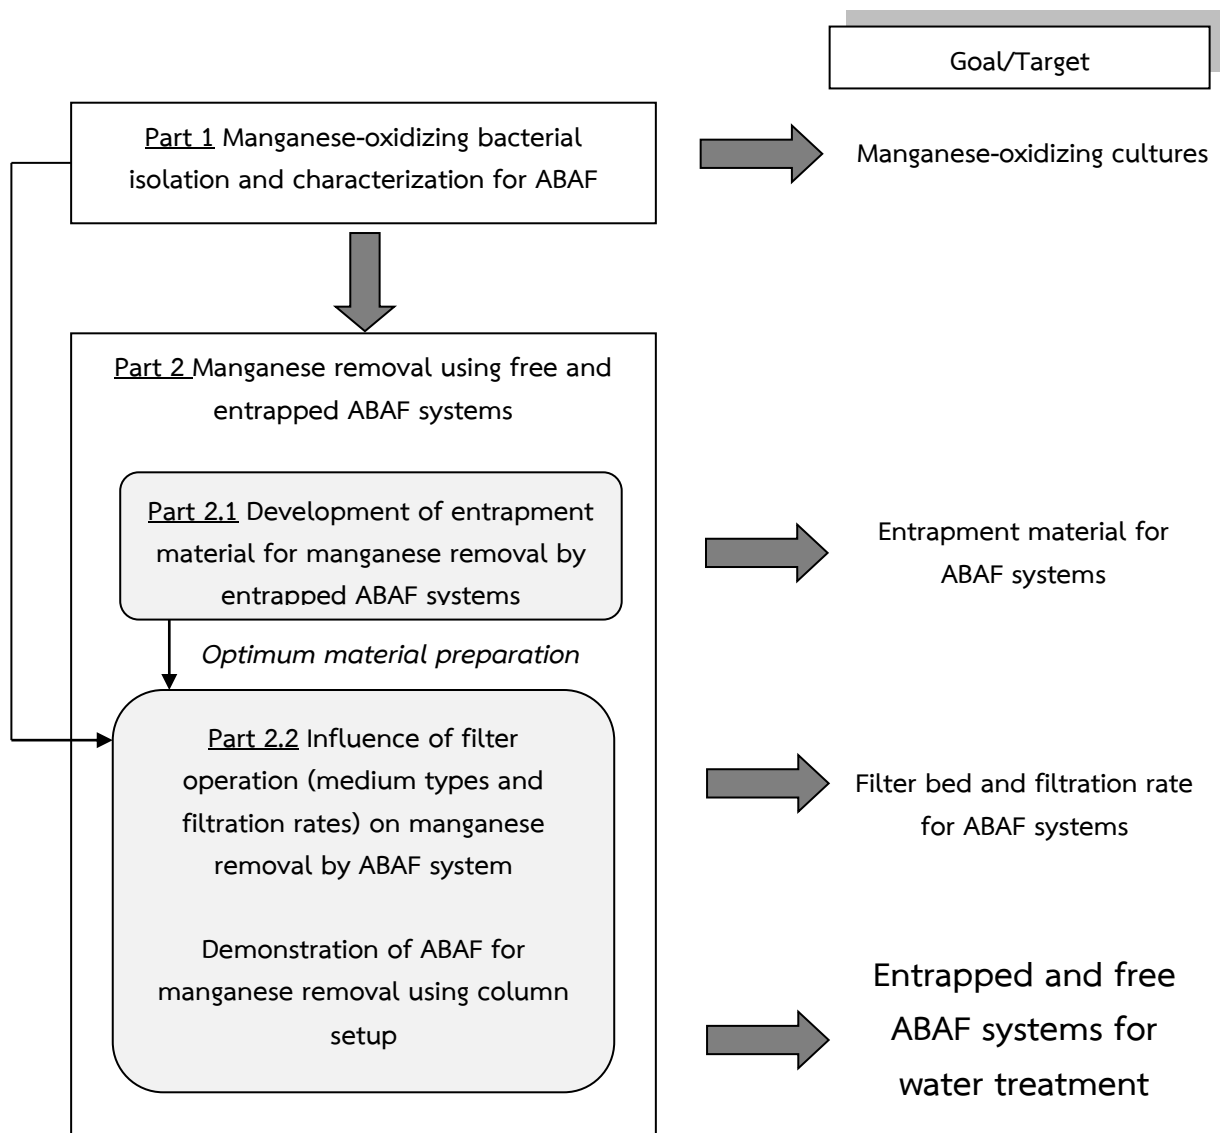 Goal/Target
Part 1 Manganese-oxidizing bacterial
isolation and characterization for ABAF
Manganese-oxidizing cultures
Part 2 Manganese removal using free and
entrapped ABAF systems
Part 2.1 Development of entrapment
material for manganese removal by
entrapped ABAF systems
Entrapment material for
ABAF systems
Optimum material preparation
Part 2.2 Influence of filter
operation (medium types and
filtration rates) on manganese
removal by ABAF system
Filter bed and filtration rate
for ABAF systems
Demonstration of ABAF for
manganese removal using column
setup
Entrapped and free
ABAF systems for
water treatment